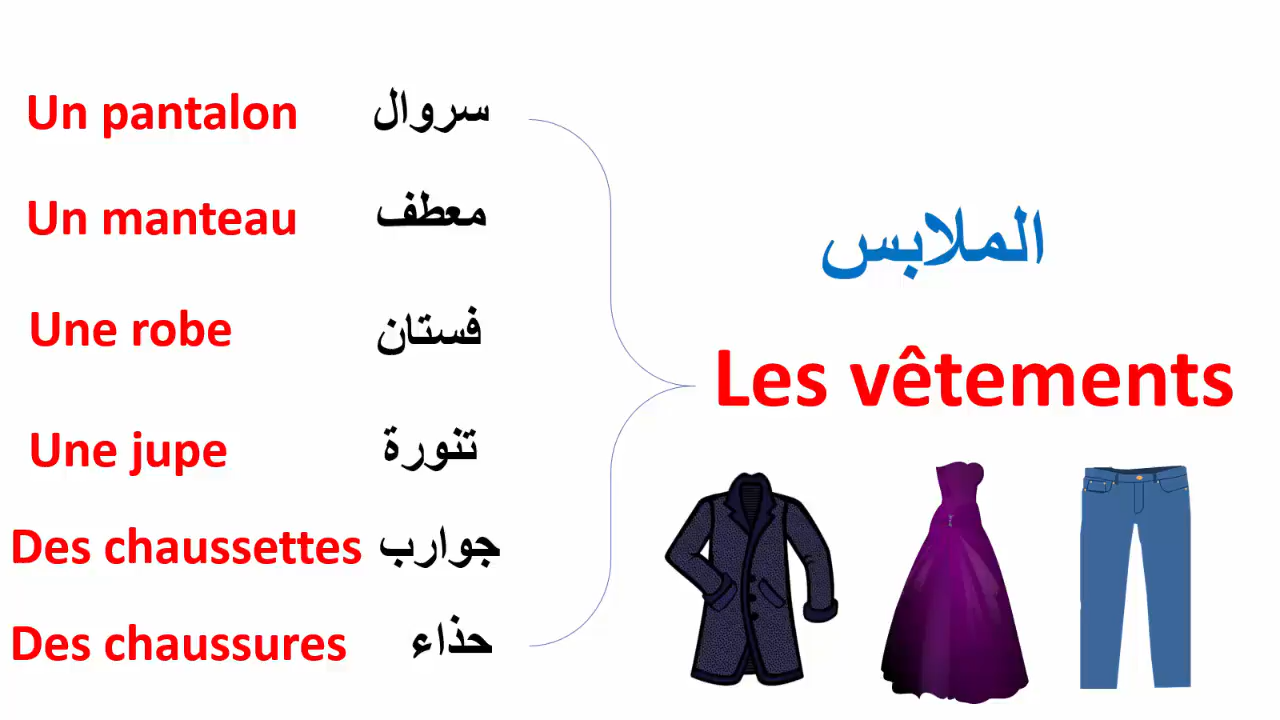 Un pantalon سروال
Un manteau معطف
Une robe فستان
Une jupe تنورة
Des chaussettes جوارب
Des chaussures حذاء
الملابس
Les vêtements